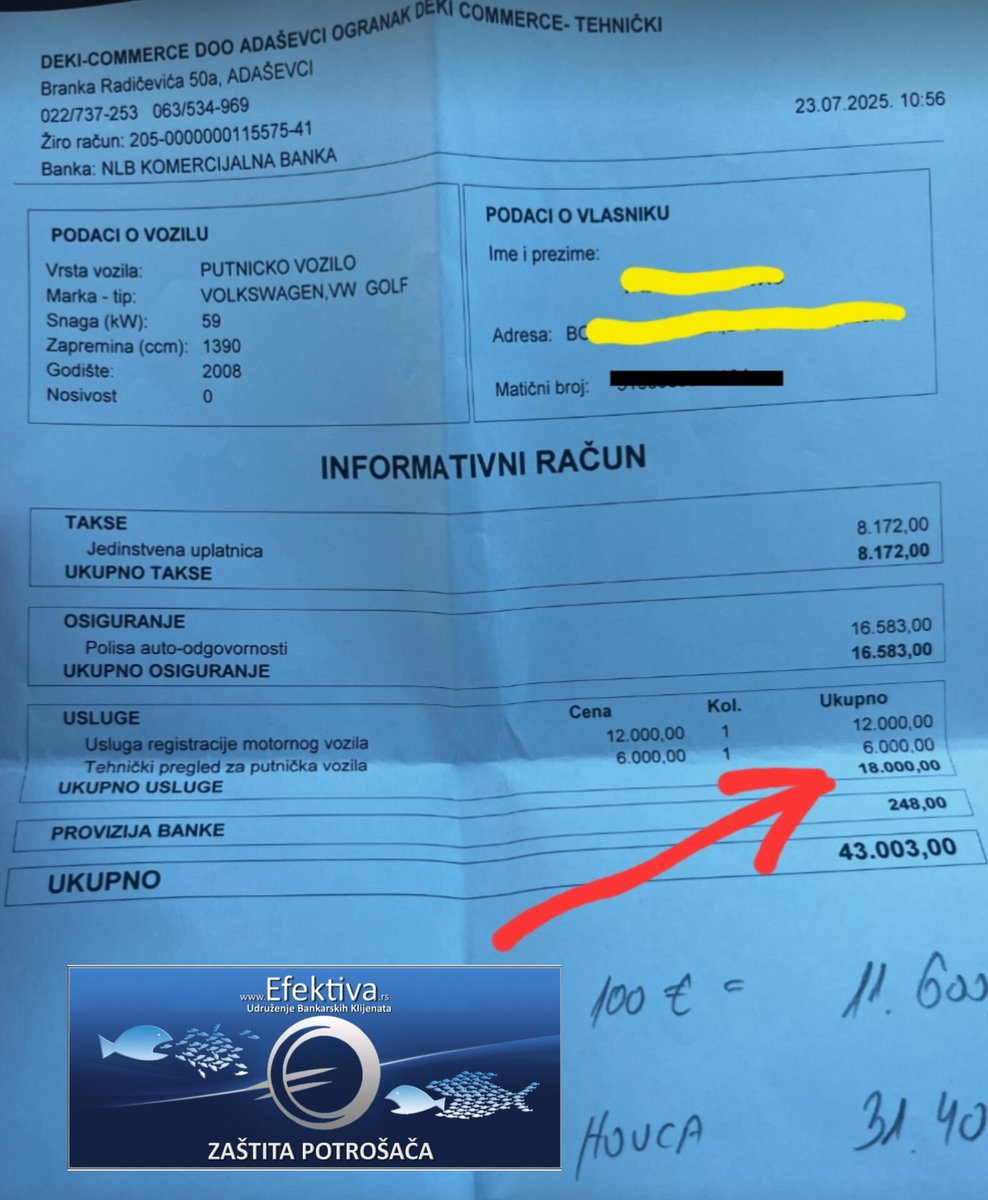 DEKI-COMMERCE DOO ADAŠEVCI OGRANAK DEKI COMMERCE- TEHNIČKI
Branka Radičevića 50a, ADAŠEVCI
022/737-253 063/534-969
23.07.2025. 10:56
Žiro račun: 205-0000000115575-41
Banka: NLB KOMERCIJALNA BANKA
PODACI O VOZILU
Vrsta vozila: PUTNICKO VOZILO
Marka - tip: VOLKSWAGEN,VW GOLF
Snaga (kW): 59
Zapremina (ccm): 1390
Godište: 2008
Nosivost 0
PODACI O VLASNIKU
Ime i prezime:
Adresa: BO
Matični broj:
INFORMATIVNI RAČUN
TAKSE
Jedinstvena uplatnica 8.172,00
UKUPNO TAKSE 8.172,00
OSIGURANJE
Polisa auto-odgovornosti 16.583,00
UKUPNO OSIGURANJE 16.583,00
USLUGE Cena Kol. Ukupno
Usluga registracije motornog vozila 12.000,00 1 12.000,00
Tehnički pregled za putnička vozila 6.000,00 1 6.000,00
UKUPNO USLUGE 18.000,00
PROVIZIJA BANKE 248,00
UKUPNO 43.003,00
100 € = 11.600
HOVCA 31.40
www.Efektiva.rs
Udruženje Bankarskih Klijenata
ZAŠTITA POTROŠAČA